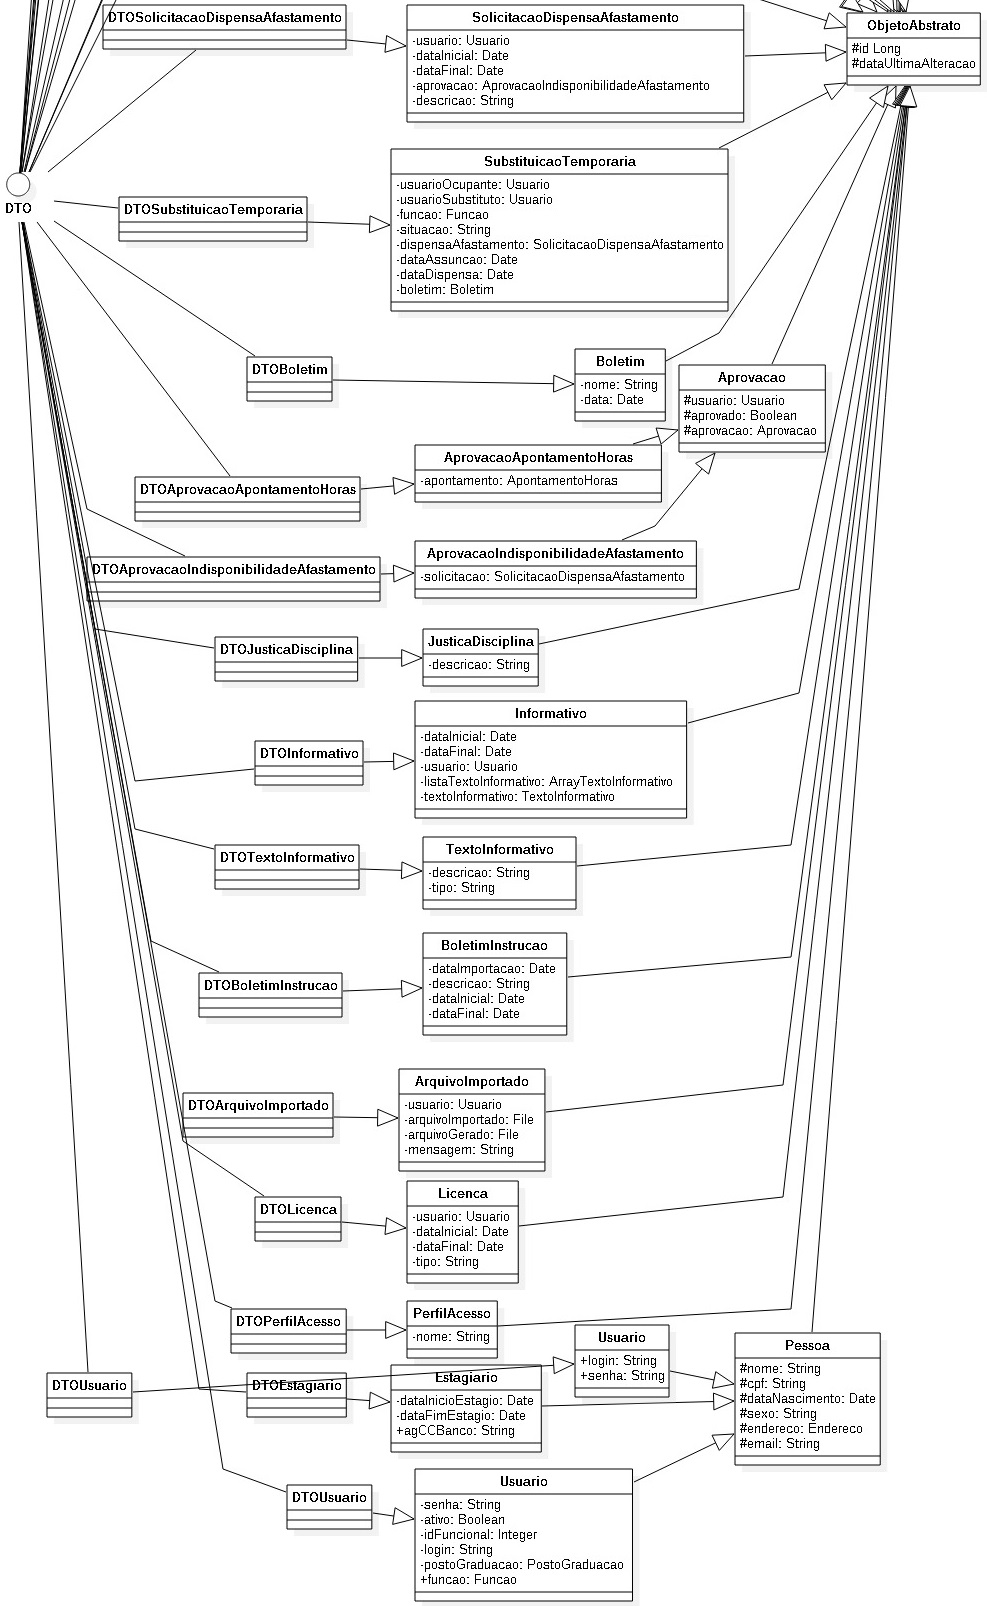 DTOSolicitacaoDispensaAfastamento
SolicitacaoDispensaAfastamento
-usuario: Usuario
-dataInicial: Date
-dataFinal: Date
-aprovacao: AprovacaoIndisponibilidadeAfastamento
-descricao: String
ObjetoAbstrato
#id Long
#dataUltimaAlteracao
DTO
DTOSubstituicaoTemporaria
SubstituicaoTemporaria
-usuarioOcupante: Usuario
-usuarioSubstituto: Usuario
-funcao: Funcao
-situacao: String
-dispensaAfastamento: SolicitacaoDispensaAfastamento
-dataAssuncao: Date
-dataDispensa: Date
-boletim: Boletim
DTOBoletim
Boletim
-nome: String
-data: Date
Aprovacao
#usuario: Usuario
#aprovado: Boolean
#aprovacao: Aprovacao
DTOAprovacaoApontamentoHoras
AprovacaoApontamentoHoras
-apontamento: ApontamentoHoras
DTOAprovacaoIndisponibilidadeAfastamento
AprovacaoIndisponibilidadeAfastamento
-solicitacao: SolicitacaoDispensaAfastamento
DTOJusticaDisciplina
JusticaDisciplina
-descricao: String
DTOInformativo
Informativo
-dataInicial: Date
-dataFinal: Date
-usuario: Usuario
-listaTextoInformativo: ArrayTextoInformativo
-textoInformativo: TextoInformativo
DTOTextoInformativo
TextoInformativo
-descricao: String
-tipo: String
DTOBoletimInstrucao
BoletimInstrucao
-dataImportacao: Date
-descricao: String
-dataInicial: Date
-dataFinal: Date
DTOArquivoImportado
ArquivoImportado
-usuario: Usuario
-arquivoImportado: File
-arquivoGerado: File
-mensagem: String
DTOLicenca
Licenca
-usuario: Usuario
-dataInicial: Date
-dataFinal: Date
-tipo: String
DTOPerfilAcesso
PerfilAcesso
-nome: String
Usuario
+login: String
+senha: String
Pessoa
#nome: String
#cpf: String
#dataNascimento: Date
#sexo: String
#endereco: Endereco
#email: String
DTOUsuario
DTOEstagiario
Estagiario
-dataInicioEstagio: Date
-dataFimEstagio: Date
+agCCBanco: String
DTOUsuario
Usuario
-senha: String
-ativo: Boolean
-idFuncional: Integer
-login: String
-postoGraduacao: PostoGraduacao
+funcao: Funcao